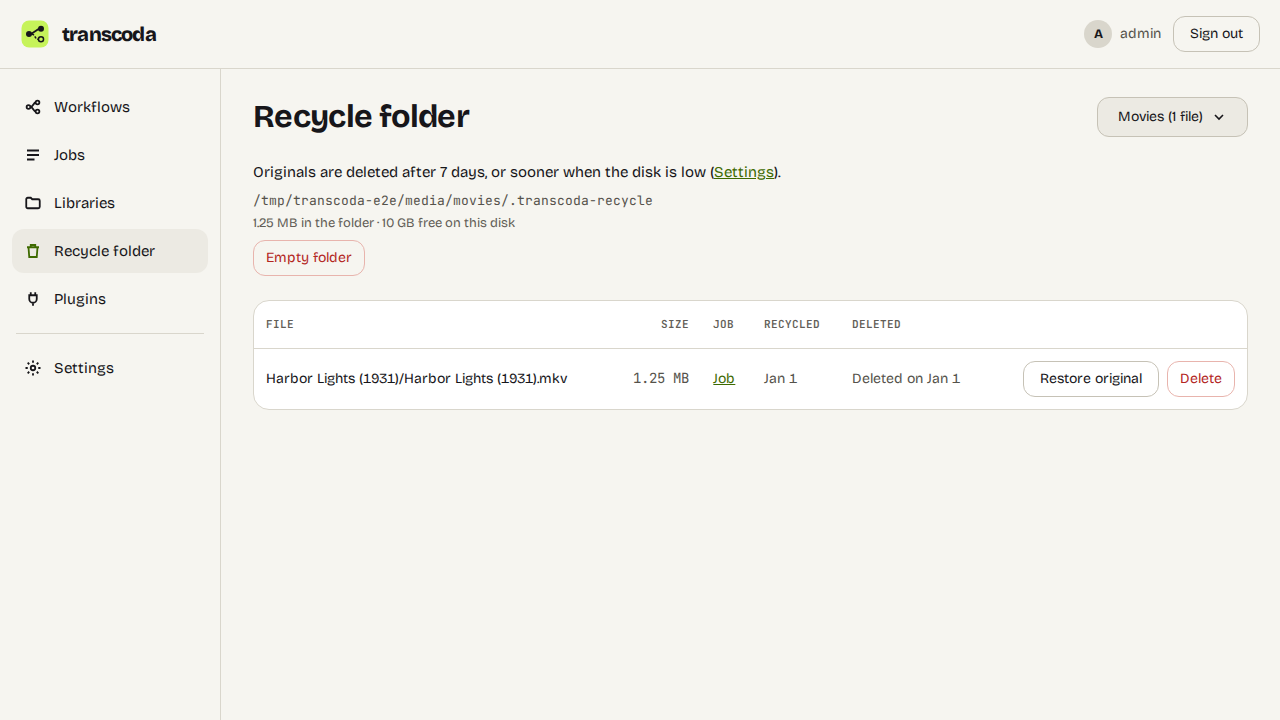 transcoda
A admin Sign out
Workflows
Jobs
Libraries
Recycle folder
Plugins
Settings
Recycle folder
Movies (1 file)
Originals are deleted after 7 days, or sooner when the disk is low (Settings).
/tmp/transcoda-e2e/media/movies/.transcoda-recycle
1.25 MB in the folder · 10 GB free on this disk
Empty folder
FILE SIZE JOB RECYCLED DELETED
Harbor Lights (1931)/Harbor Lights (1931).mkv 1.25 MB Job Jan 1 Deleted on Jan 1 Restore original Delete